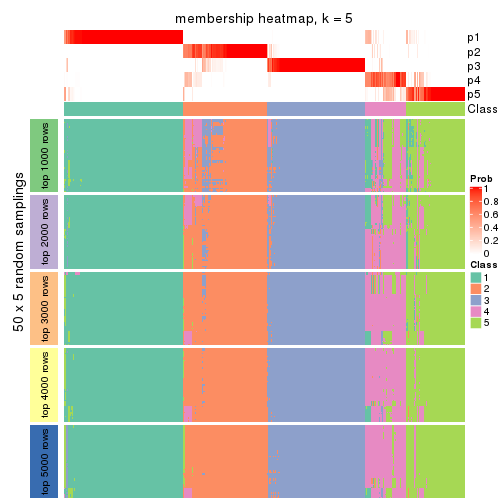 membership heatmap, k = 5
p1
p2
p3
p4
p5
Class
50 x 5 random samplings
top 1000 rows
top 2000 rows
top 3000 rows
top 4000 rows
top 5000 rows
Prob
1
0.8
0.6
0.4
0.2
0
Class
1
2
3
4
5